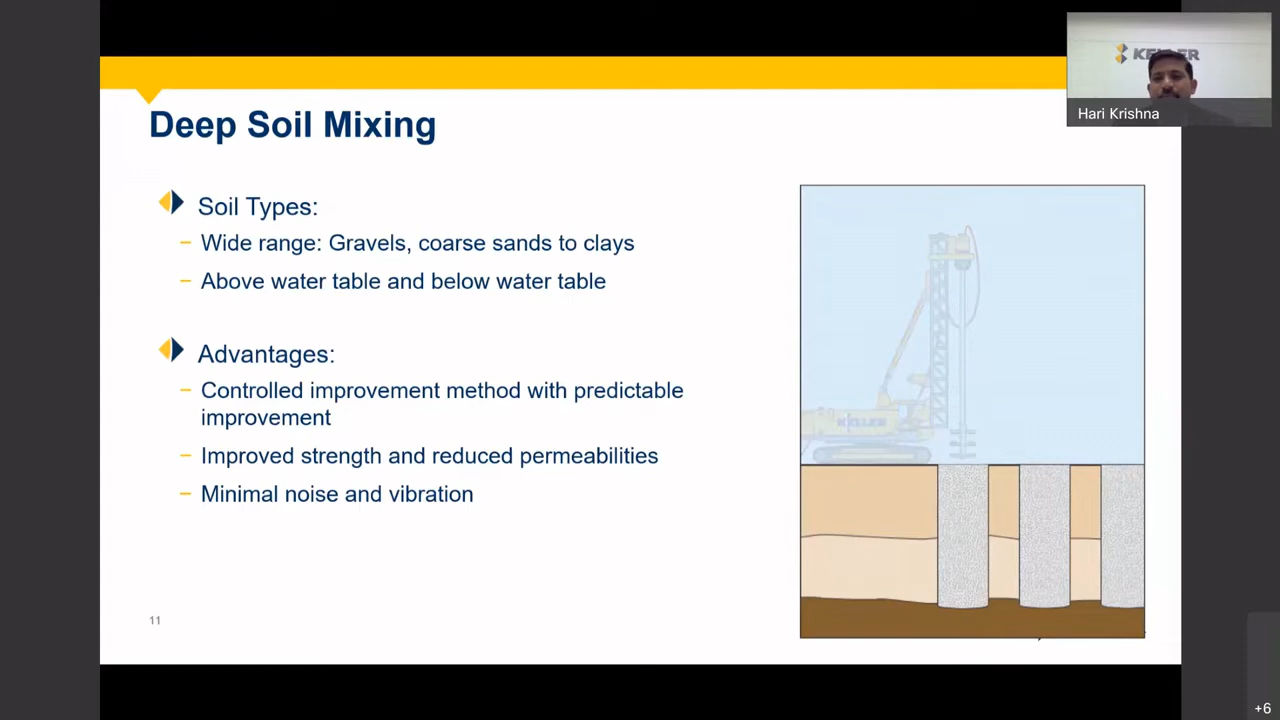 KELLER
Hari Krishna
Deep Soil Mixing
Soil Types:
− Wide range: Gravels, coarse sands to clays
− Above water table and below water table
Advantages:
− Controlled improvement method with predictable
improvement
− Improved strength and reduced permeabilities
− Minimal noise and vibration
KELLER
11
+6